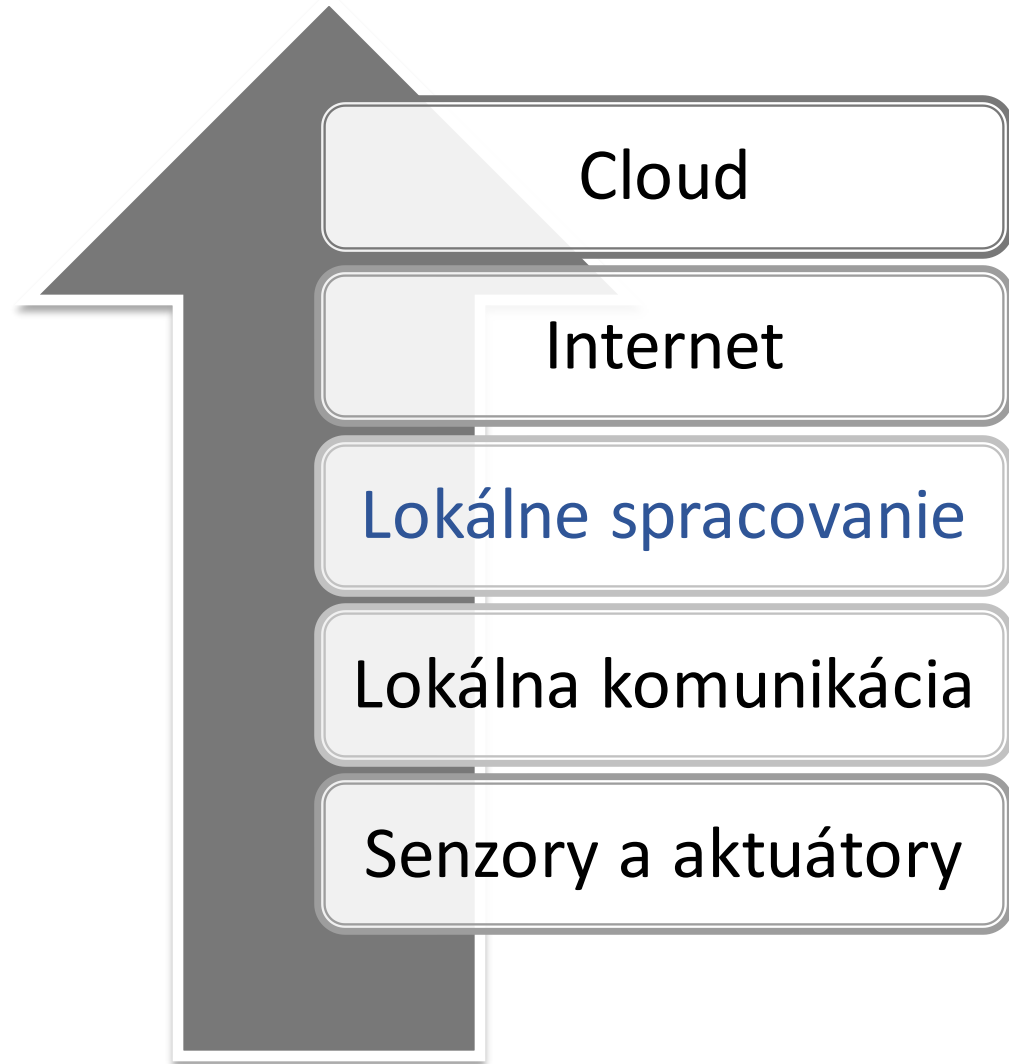 Cloud
Internet
Lokálne spracovanie
Lokálna komunikácia
Senzory a aktuátory